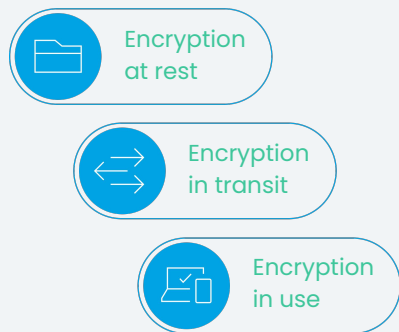 Encryption
at rest
Encryption
in transit
Encryption
in use